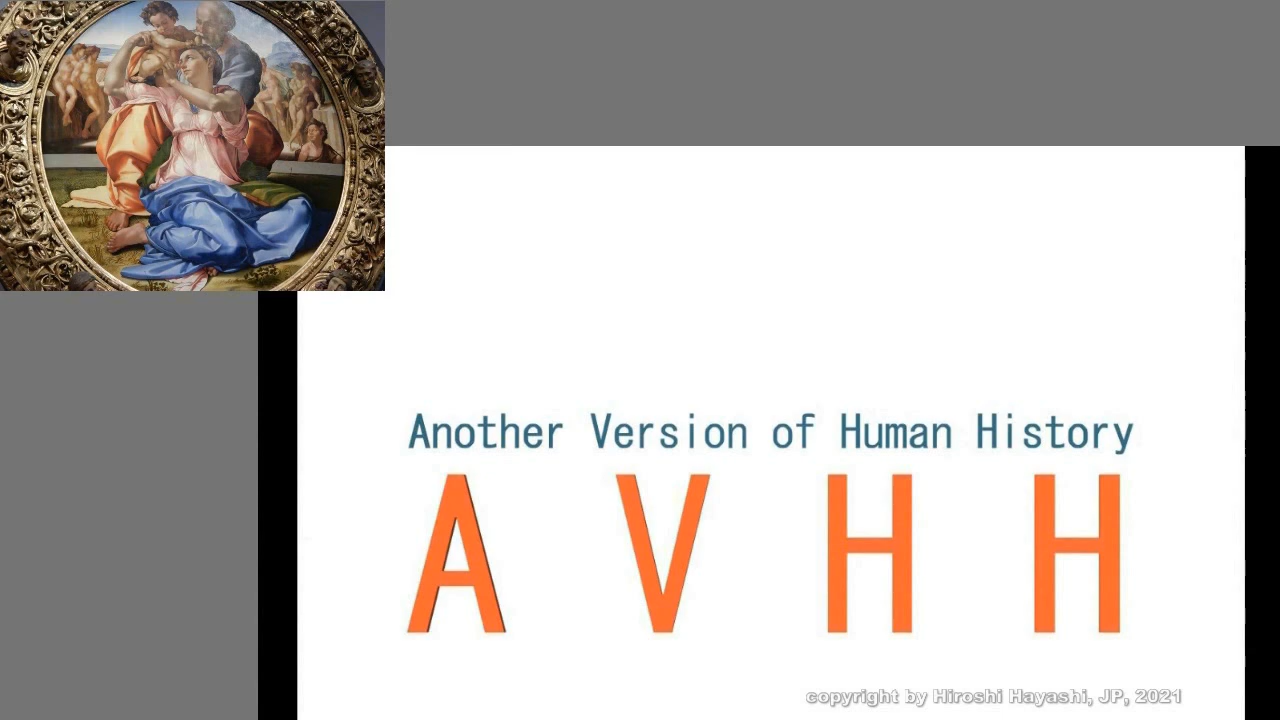 Another Version of Human History
A V H H
copyright by Hiroshi Hayashi, JP, 2021